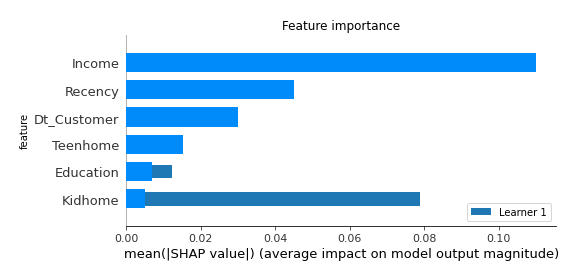 Feature importance
feature
Income
Recency
Dt_Customer
Teenhome
Education
Kidhome
Learner 1
0.00 0.02 0.04 0.06 0.08 0.10
mean(|SHAP value|) (average impact on model output magnitude)